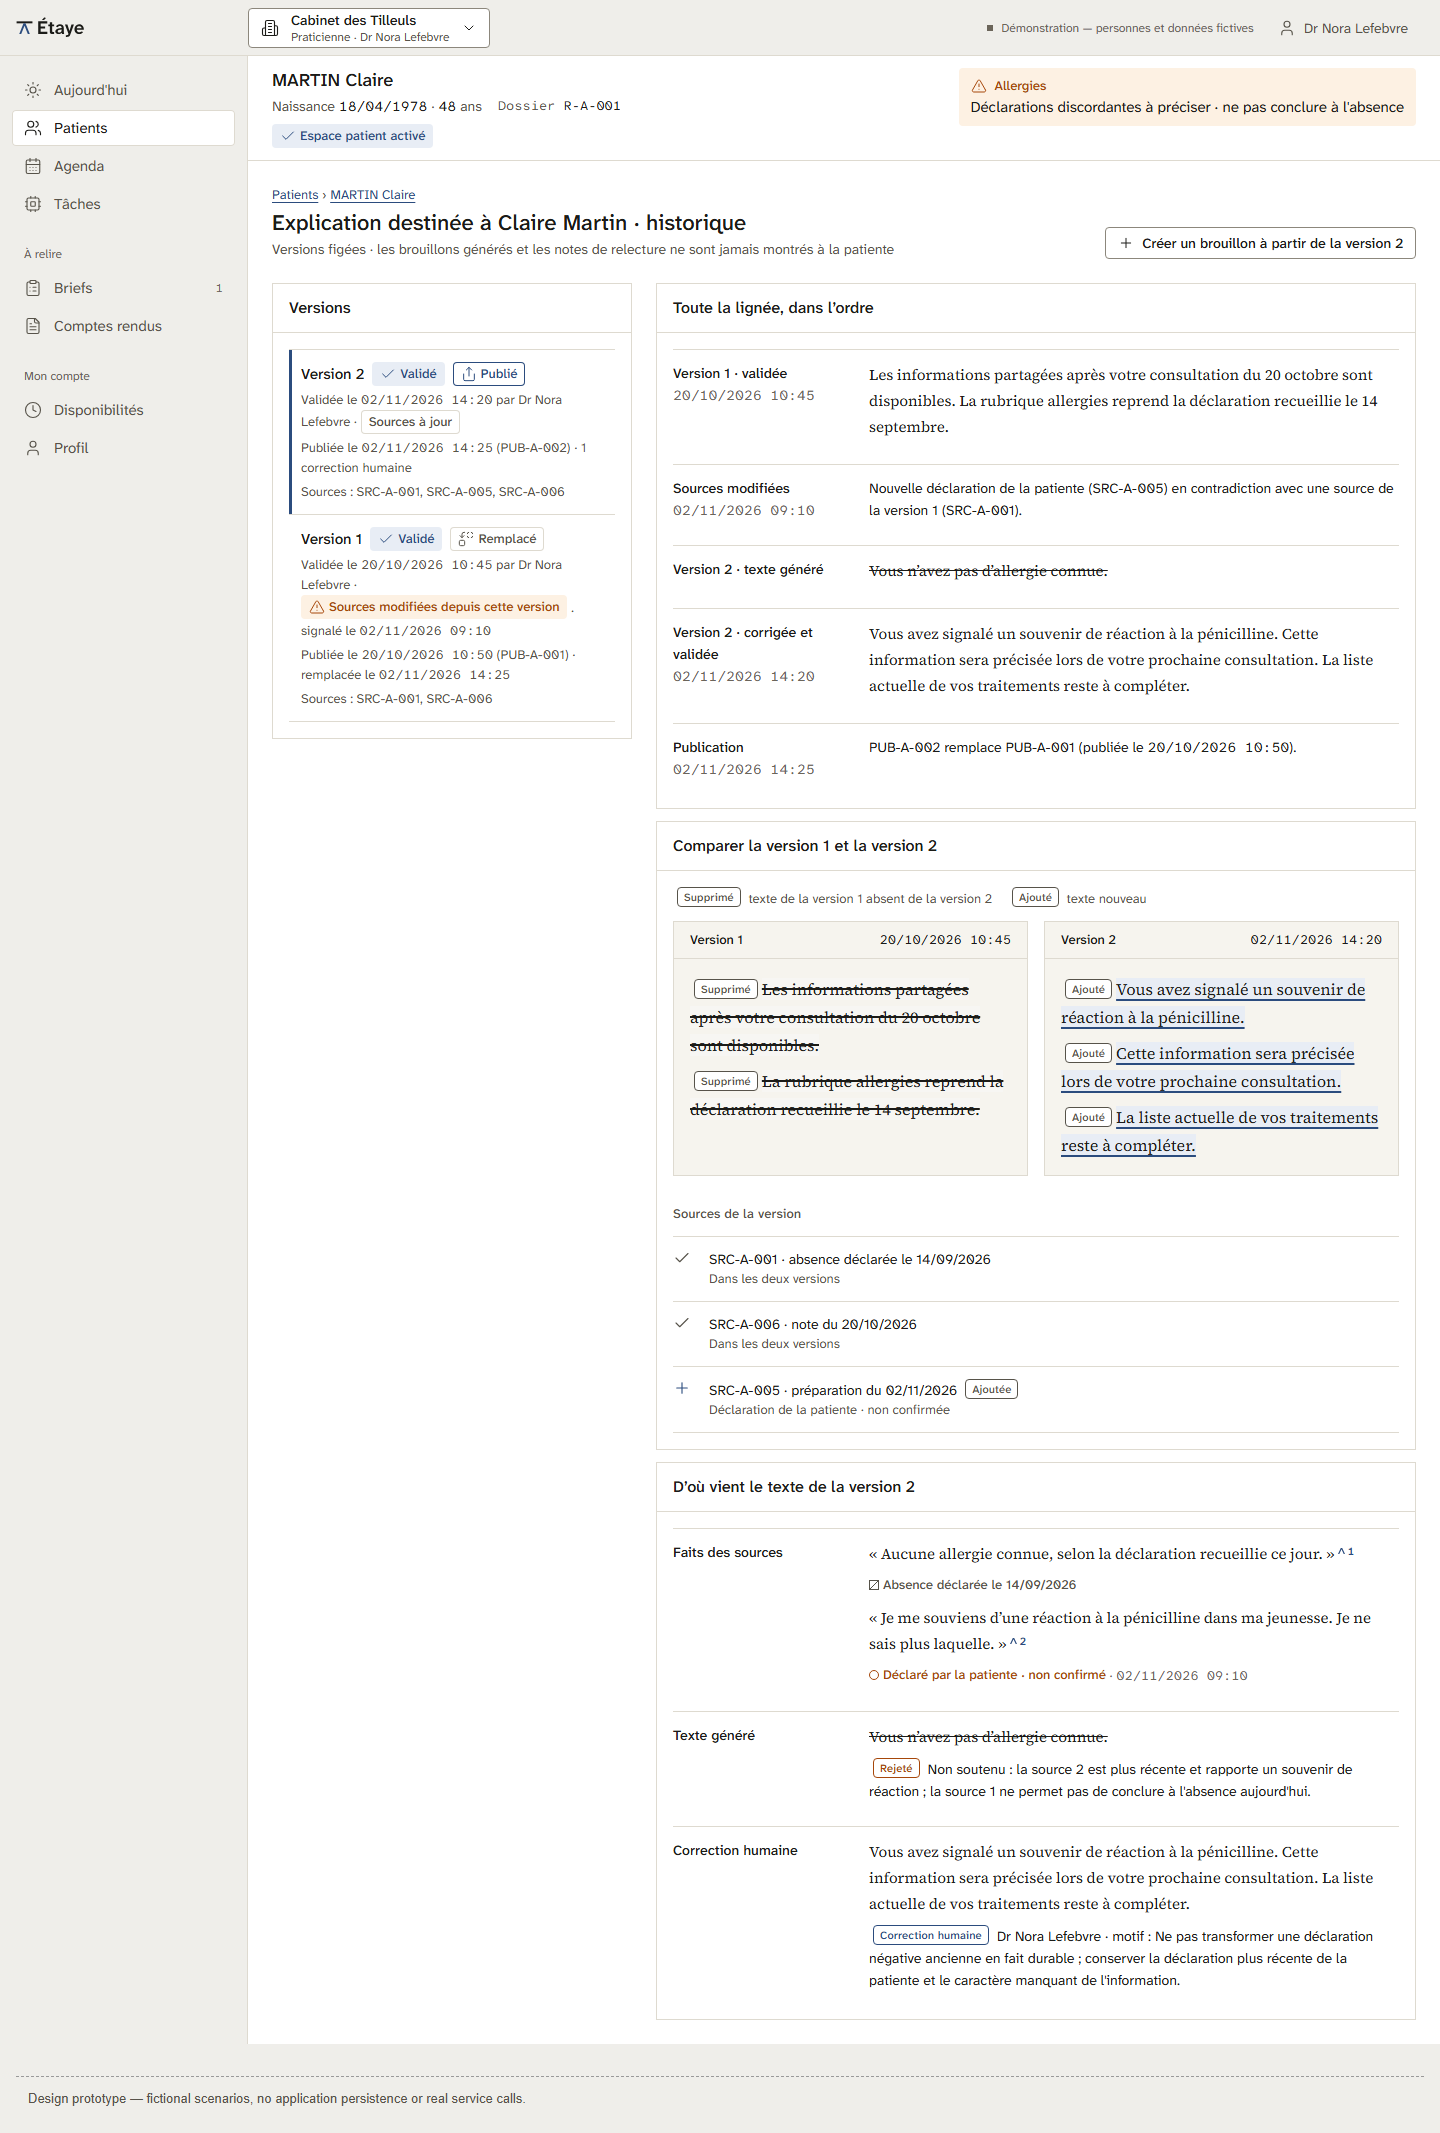 Étaye
Cabinet des Tilleuls
Praticienne · Dr Nora Lefebvre
Démonstration — personnes et données fictives
Dr Nora Lefebvre
Aujourd'hui
Patients
Agenda
Tâches
À relire
Briefs 1
Comptes rendus
Mon compte
Disponibilités
Profil
MARTIN Claire
Naissance 18/04/1978 · 48 ans Dossier R-A-001
Espace patient activé
Allergies
Déclarations discordantes à préciser · ne pas conclure à l'absence
Patients › MARTIN Claire
Explication destinée à Claire Martin · historique
Versions figées · les brouillons générés et les notes de relecture ne sont jamais montrés à la patiente
Créer un brouillon à partir de la version 2
Versions
Version 2 Validé Publié
Validée le 02/11/2026 14:20 par Dr Nora
Lefebvre · Sources à jour
Publiée le 02/11/2026 14:25 (PUB-A-002) · 1
correction humaine
Sources : SRC-A-001, SRC-A-005, SRC-A-006
Version 1 Validé Remplacé
Validée le 20/10/2026 10:45 par Dr Nora
Lefebvre ·
Sources modifiées depuis cette version ·
signalé le 02/11/2026 09:10
Publiée le 20/10/2026 10:50 (PUB-A-001) ·
remplacée le 02/11/2026 14:25
Sources : SRC-A-001, SRC-A-006
Toute la lignée, dans l’ordre
Version 1 · validée
20/10/2026 10:45
Les informations partagées après votre consultation du 20 octobre sont
disponibles. La rubrique allergies reprend la déclaration recueillie le 14
septembre.
Sources modifiées
02/11/2026 09:10
Nouvelle déclaration de la patiente (SRC-A-005) en contradiction avec une source de
la version 1 (SRC-A-001).
Version 2 · texte généré
Vous n’avez pas d’allergie connue.
Version 2 · corrigée et
validée
02/11/2026 14:20
Vous avez signalé un souvenir de réaction à la pénicilline. Cette
information sera précisée lors de votre prochaine consultation. La liste
actuelle de vos traitements reste à compléter.
Publication
02/11/2026 14:25
PUB-A-002 remplace PUB-A-001 (publiée le 20/10/2026 10:50).
Comparer la version 1 et la version 2
Supprimé texte de la version 1 absent de la version 2 Ajouté texte nouveau
Version 1 20/10/2026 10:45
Supprimé Les informations partagées
après votre consultation du 20 octobre
sont disponibles.
Supprimé La rubrique allergies reprend la
déclaration recueillie le 14 septembre.
Version 2 02/11/2026 14:20
Ajouté Vous avez signalé un souvenir de
réaction à la pénicilline.
Ajouté Cette information sera précisée
lors de votre prochaine consultation.
Ajouté La liste actuelle de vos traitements
reste à compléter.
Sources de la version
SRC-A-001 · absence déclarée le 14/09/2026
Dans les deux versions
SRC-A-006 · note du 20/10/2026
Dans les deux versions
SRC-A-005 · préparation du 02/11/2026 Ajoutée
Déclaration de la patiente · non confirmée
D’où vient le texte de la version 2
Faits des sources
« Aucune allergie connue, selon la déclaration recueillie ce jour. » ^ 1
Absence déclarée le 14/09/2026
« Je me souviens d’une réaction à la pénicilline dans ma jeunesse. Je ne
sais plus laquelle. » ^ 2
Déclaré par la patiente · non confirmé · 02/11/2026 09:10
Texte généré
Vous n’avez pas d’allergie connue.
Rejeté Non soutenu : la source 2 est plus récente et rapporte un souvenir de
réaction ; la source 1 ne permet pas de conclure à l'absence aujourd'hui.
Correction humaine
Vous avez signalé un souvenir de réaction à la pénicilline. Cette
information sera précisée lors de votre prochaine consultation. La liste
actuelle de vos traitements reste à compléter.
Correction humaine Dr Nora Lefebvre · motif : Ne pas transformer une déclaration
négative ancienne en fait durable ; conserver la déclaration plus récente de la
patiente et le caractère manquant de l'information.
Design prototype — fictional scenarios, no application persistence or real service calls.